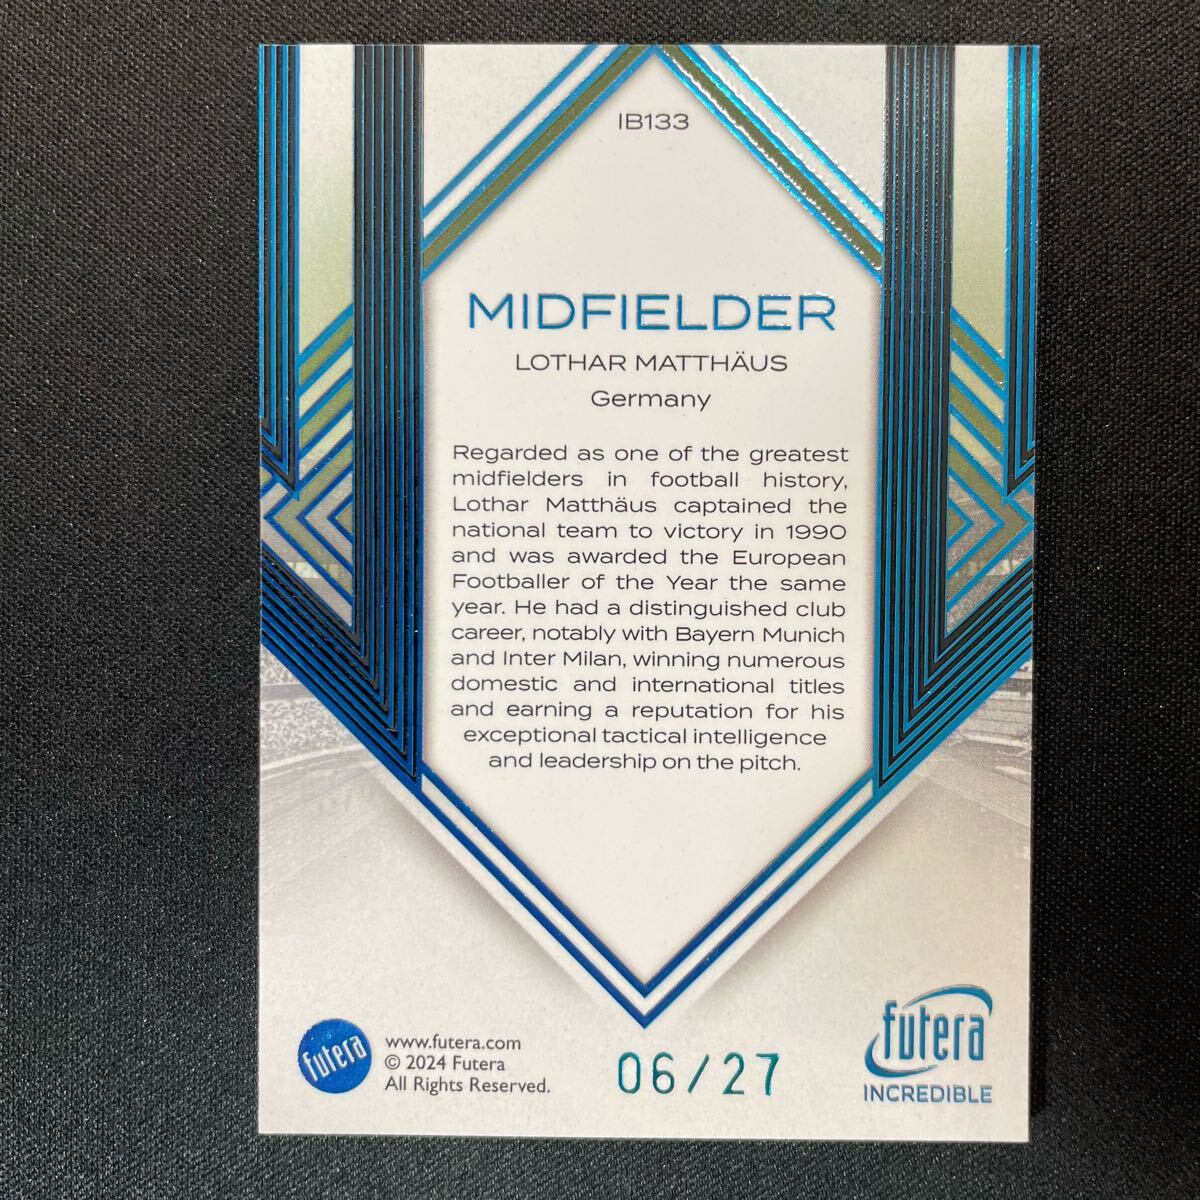 IB133
MIDFIELDER
LOTHAR MATTHÄUS
Germany
Regarded as one of the greatest
midfielders in football history,
Lothar Matthäus captained the
national team to victory in 1990
and was awarded the European
Footballer of the Year the same
year. He had a distinguished club
career, notably with Bayern Munich
and Inter Milan, winning numerous
domestic and international titles
and earning a reputation for his
exceptional tactical intelligence
and leadership on the pitch.
futera
www.futera.com
© 2024 Futera
All Rights Reserved.
06/27
futera
INCREDIBLE